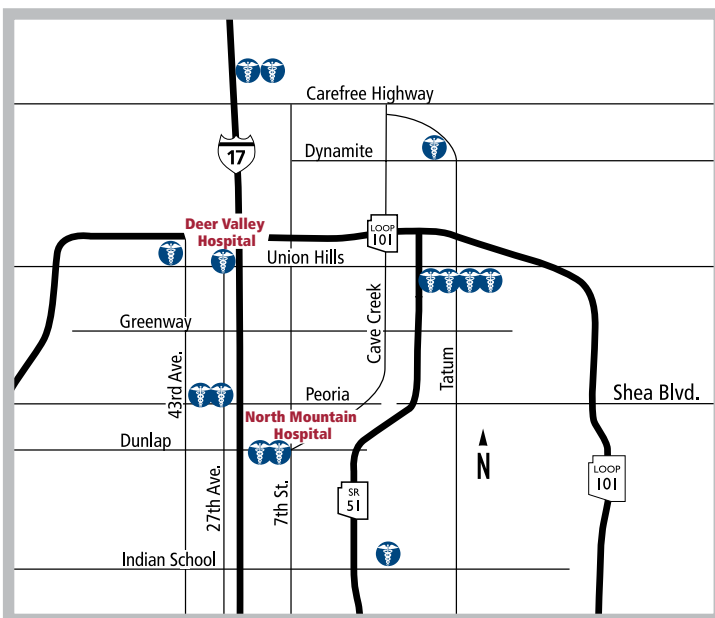 Carefree Highway
17
Dynamite
Deer Valley
Hospital
LOOP
101
Union Hills
Greenway
Cave Creek
Tatum
43rd Ave.
Peoria
Shea Blvd.
North Mountain
Hospital
Dunlap
N
27th Ave.
7th St.
SR
51
LOOP
101
Indian School